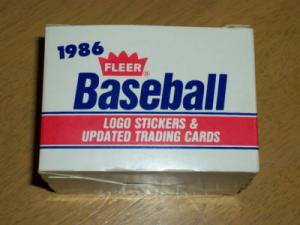 1986
FLEER®
Baseball
LOGO STICKERS &
UPDATED TRADING CARDS